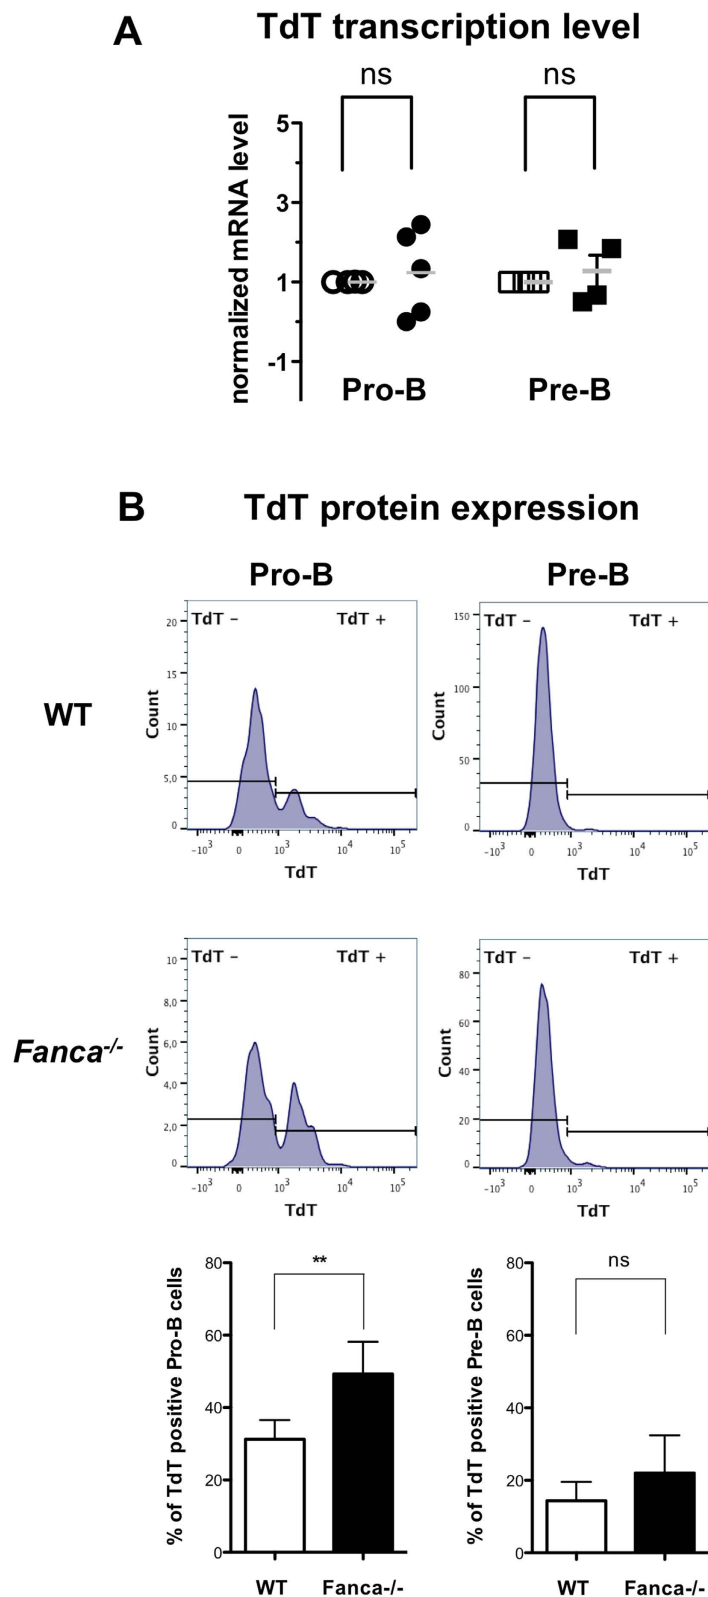 A TdT transcription level
ns ns
normalized mRNA level
5
3
1
-1
Pro-B Pre-B
B TdT protein expression
Pro-B Pre-B
WT
TdT – TdT +
Count
20
15
10
5,0
0
-10³ 0 10³ 10⁴ 10⁵
TdT
TdT – TdT +
Count
150
100
50
0
-10³ 0 10³ 10⁴ 10⁵
TdT
Fanca-/-
TdT – TdT +
Count
10
8,0
6,0
4,0
2,0
0
-10³ 0 10³ 10⁴ 10⁵
TdT
TdT – TdT +
Count
80
60
40
20
0
-10³ 0 10³ 10⁴ 10⁵
TdT
% of TdT positive Pro-B cells
80
60
40
20
0
**
WT Fanca-/-
% of TdT positive Pre-B cells
80
60
40
20
0
ns
WT Fanca-/-